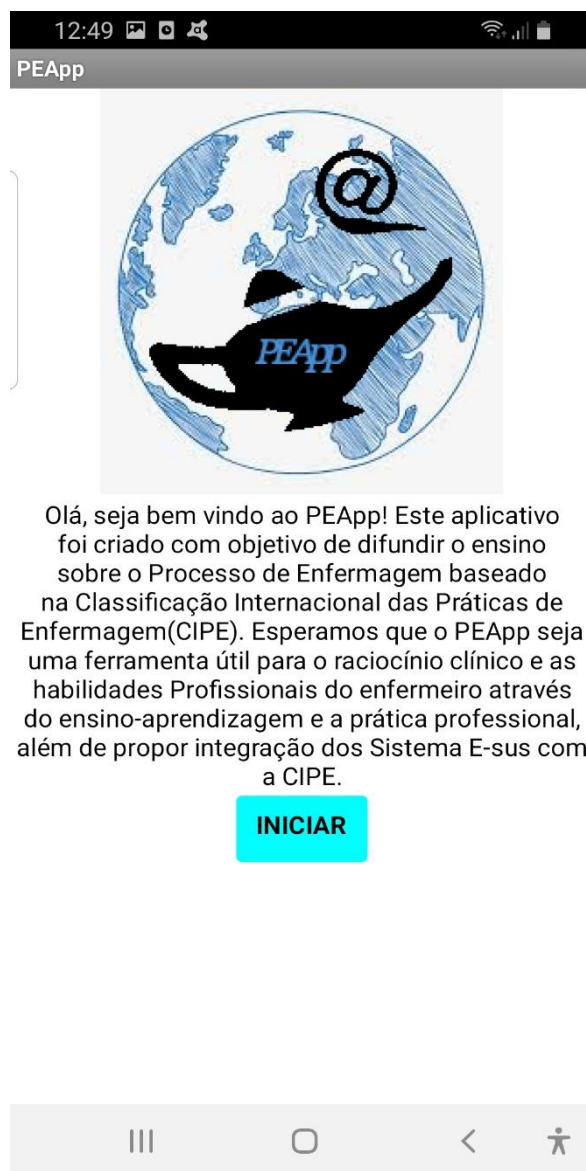 12:49
PEApp
@
PEApp
Olá, seja bem vindo ao PEApp! Este aplicativo
foi criado com objetivo de difundir o ensino
sobre o Processo de Enfermagem baseado
na Classificação Internacional das Práticas de
Enfermagem(CIPE). Esperamos que o PEApp seja
uma ferramenta útil para o raciocínio clínico e as
habilidades Profissionais do enfermeiro através
do ensino-aprendizagem e a prática professional,
além de propor integração dos Sistema E-sus com
a CIPE.
INICIAR